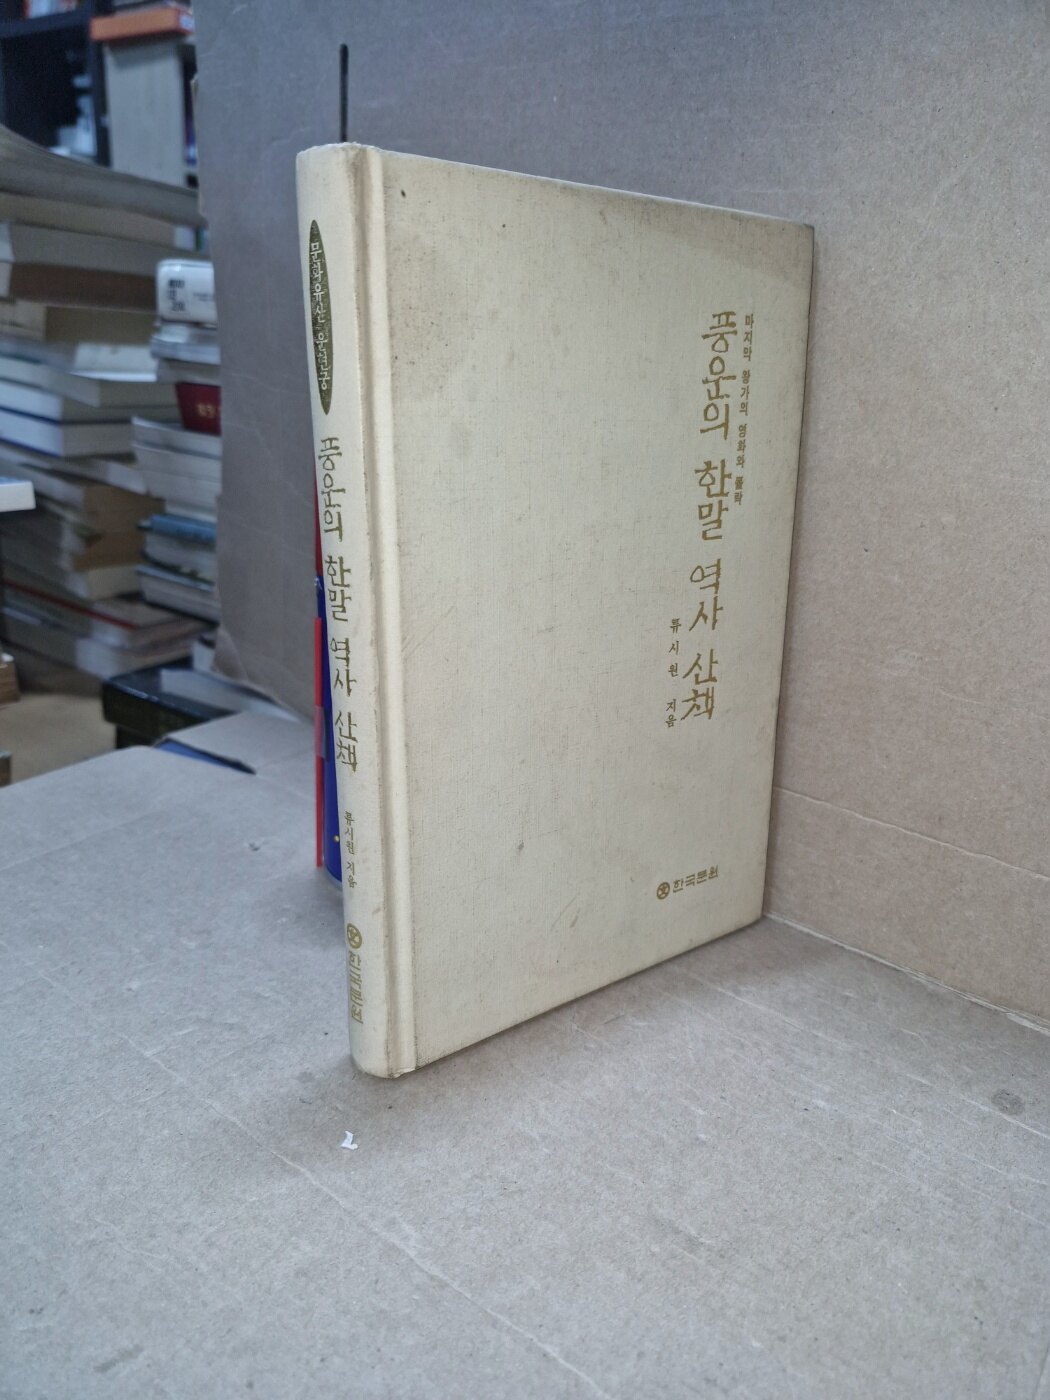 문화유산 운현궁
풍운의 한말 역사 산책
류시원 지음
한국문원
마지막 왕가의 영화와 몰락
풍운의 한말 역사 산책
류시원 지음
한국문원